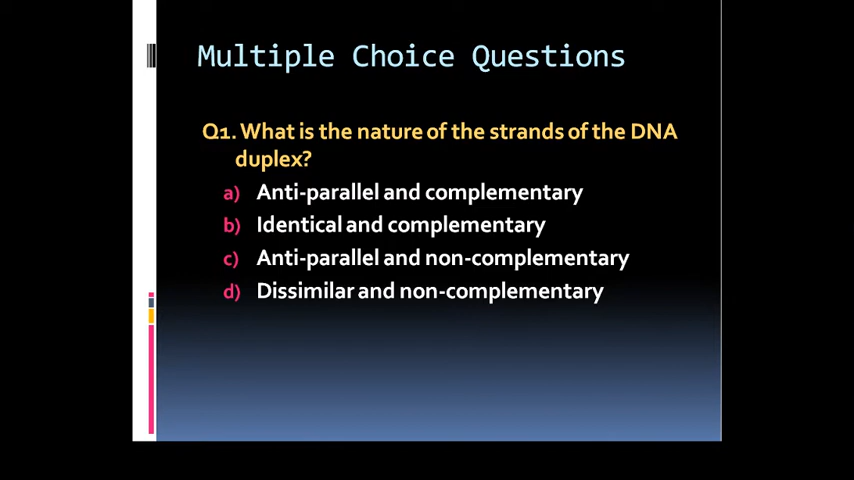 Multiple Choice Questions
Q1. What is the nature of the strands of the DNA
duplex?
a) Anti-parallel and complementary
b) Identical and complementary
c) Anti-parallel and non-complementary
d) Dissimilar and non-complementary